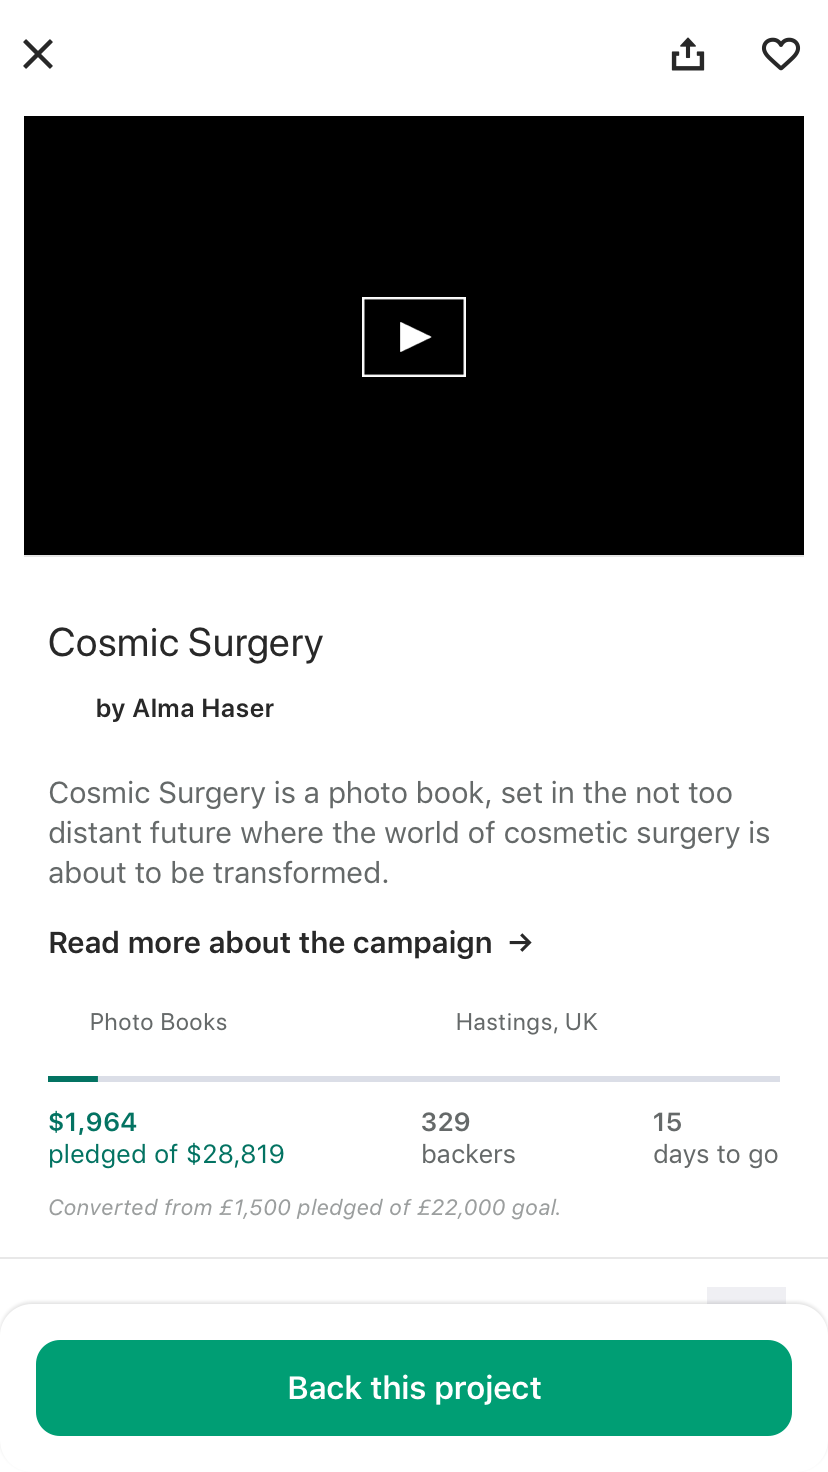 Cosmic Surgery
by Alma Haser
Cosmic Surgery is a photo book, set in the not too
distant future where the world of cosmetic surgery is
about to be transformed.
Read more about the campaign →
Photo Books
Hastings, UK
$1,964
pledged of $28,819
329
backers
15
days to go
Converted from £1,500 pledged of £22,000 goal.
Back this project